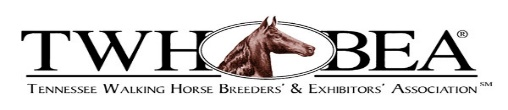 TWH BEA®
TENNESSEE WALKING HORSE BREEDERS' & EXHIBITORS' ASSOCIATION℠